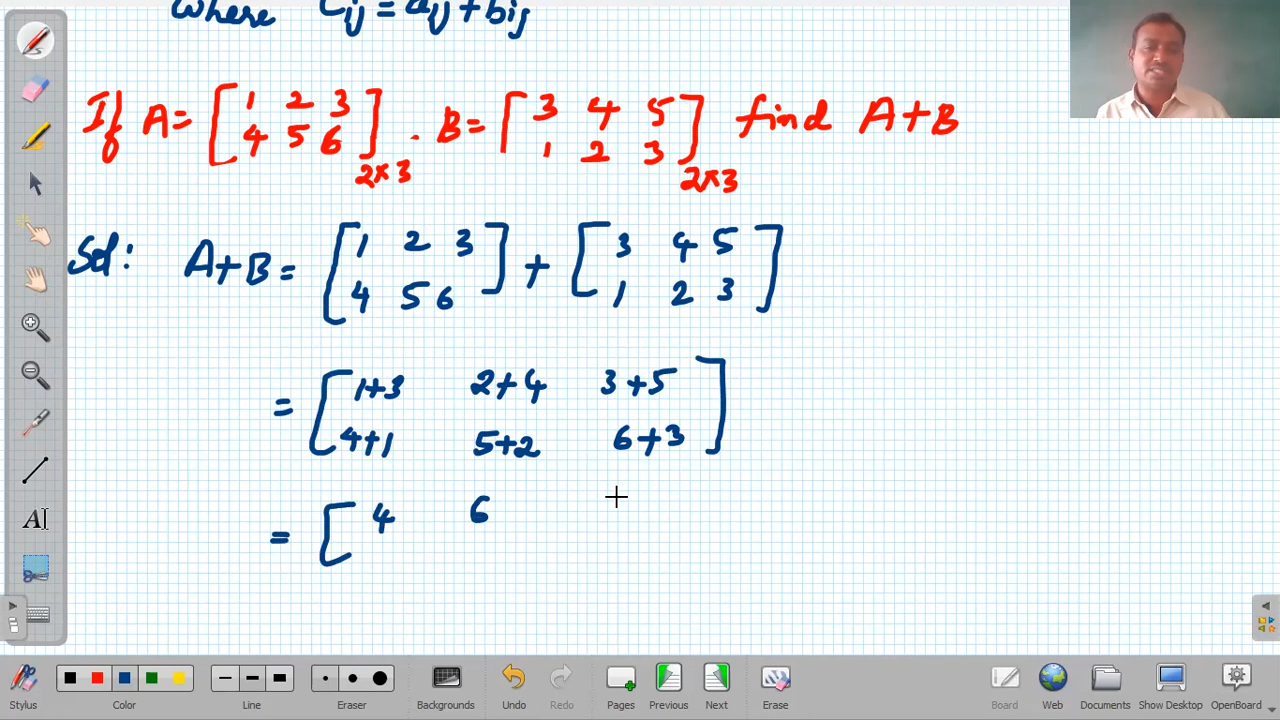 where Cij = aij + bij
If A = [ 1 2 3
4 5 6 ] 2×3 . B = [ 3 4 5
1 2 3 ] 2×3 find A+B
Sol: A+B = [ 1 2 3
4 5 6 ] + [ 3 4 5
1 2 3 ]
= [ 1+3 2+4 3+5
4+1 5+2 6+3 ]
= [ 4 6
A
Stylus Color Line Eraser Backgrounds Undo Redo Pages Previous Next Erase Board Web Documents Show Desktop OpenBoard